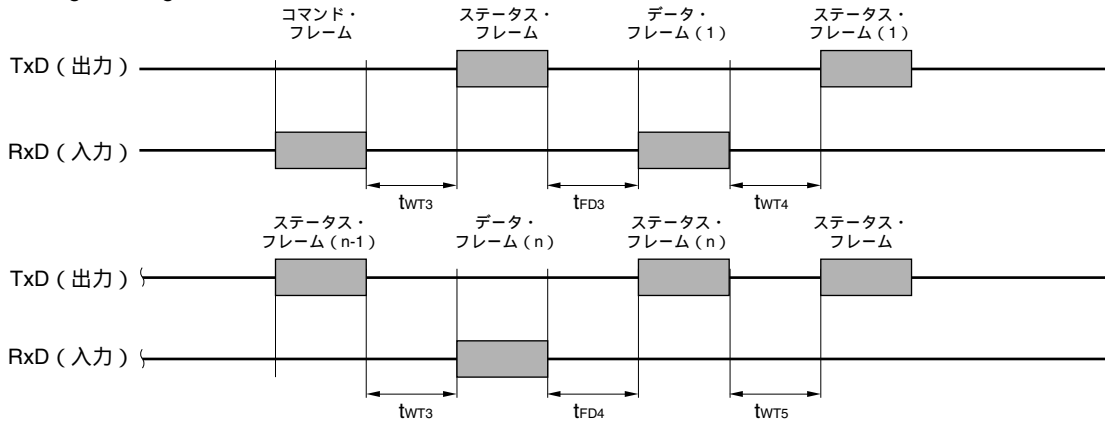 コマンド・
フレーム
ステータス・
フレーム
データ・
フレーム(1)
ステータス・
フレーム(1)
TxD(出力)
RxD(入力)
tWT3
tFD3
tWT4
ステータス・
フレーム(n-1)
データ・
フレーム(n)
ステータス・
フレーム(n)
ステータス・
フレーム
TxD(出力)
RxD(入力)
tWT3
tFD4
tWT5